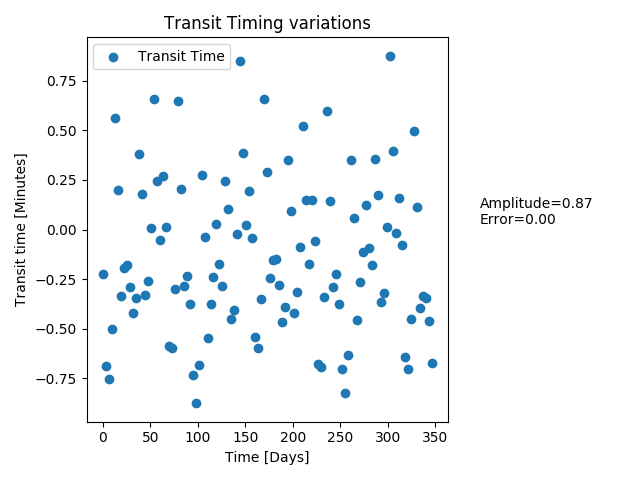 Transit Timing variations
Transit Time
Transit time [Minutes]
0.75
0.50
0.25
0.00
−0.25
−0.50
−0.75
0 50 100 150 200 250 300 350
Time [Days]
Amplitude=0.87
Error=0.00